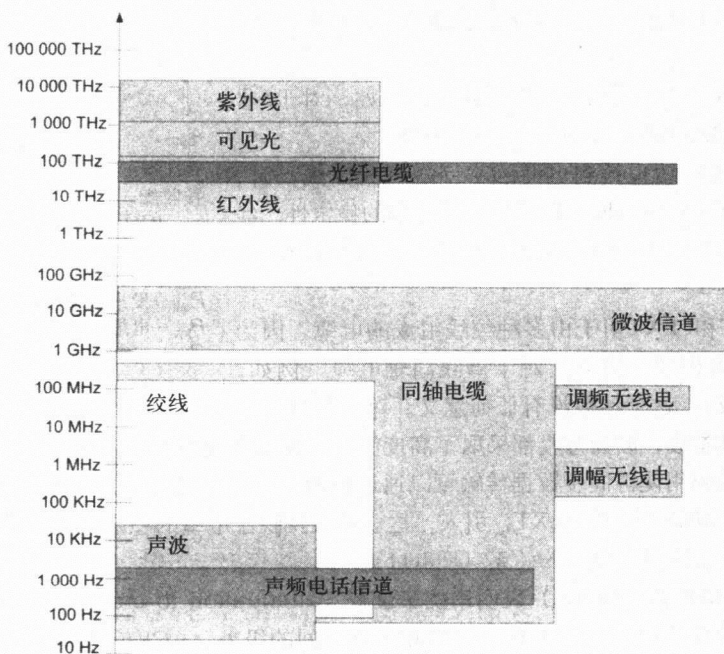 100 000 THz
10 000 THz
紫外线
1 000 THz
可见光
100 THz
光纤电缆
10 THz
红外线
1 THz
100 GHz
10 GHz
微波信道
1 GHz
100 MHz
绞线
同轴电缆
调频无线电
10 MHz
1 MHz
调幅无线电
100 KHz
10 KHz
声波
1 000 Hz
声频电话信道
100 Hz
10 Hz